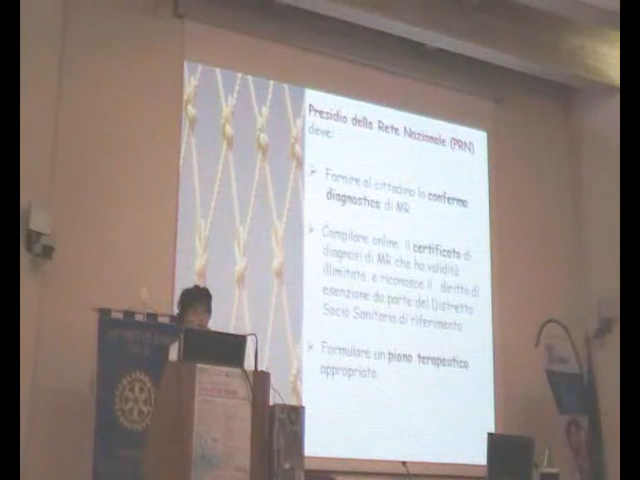 Presidio della Rete Nazionale (PRN)
deve:
Fornire al cittadino la conferma
diagnostica di MR
Compilare online il certificato di
diagnosi di MR che ha validità
illimitata e riconosce il diritto di
esenzione da parte del Distretto
Socio Sanitario di riferimento
Formulare un piano terapeutico
appropriato